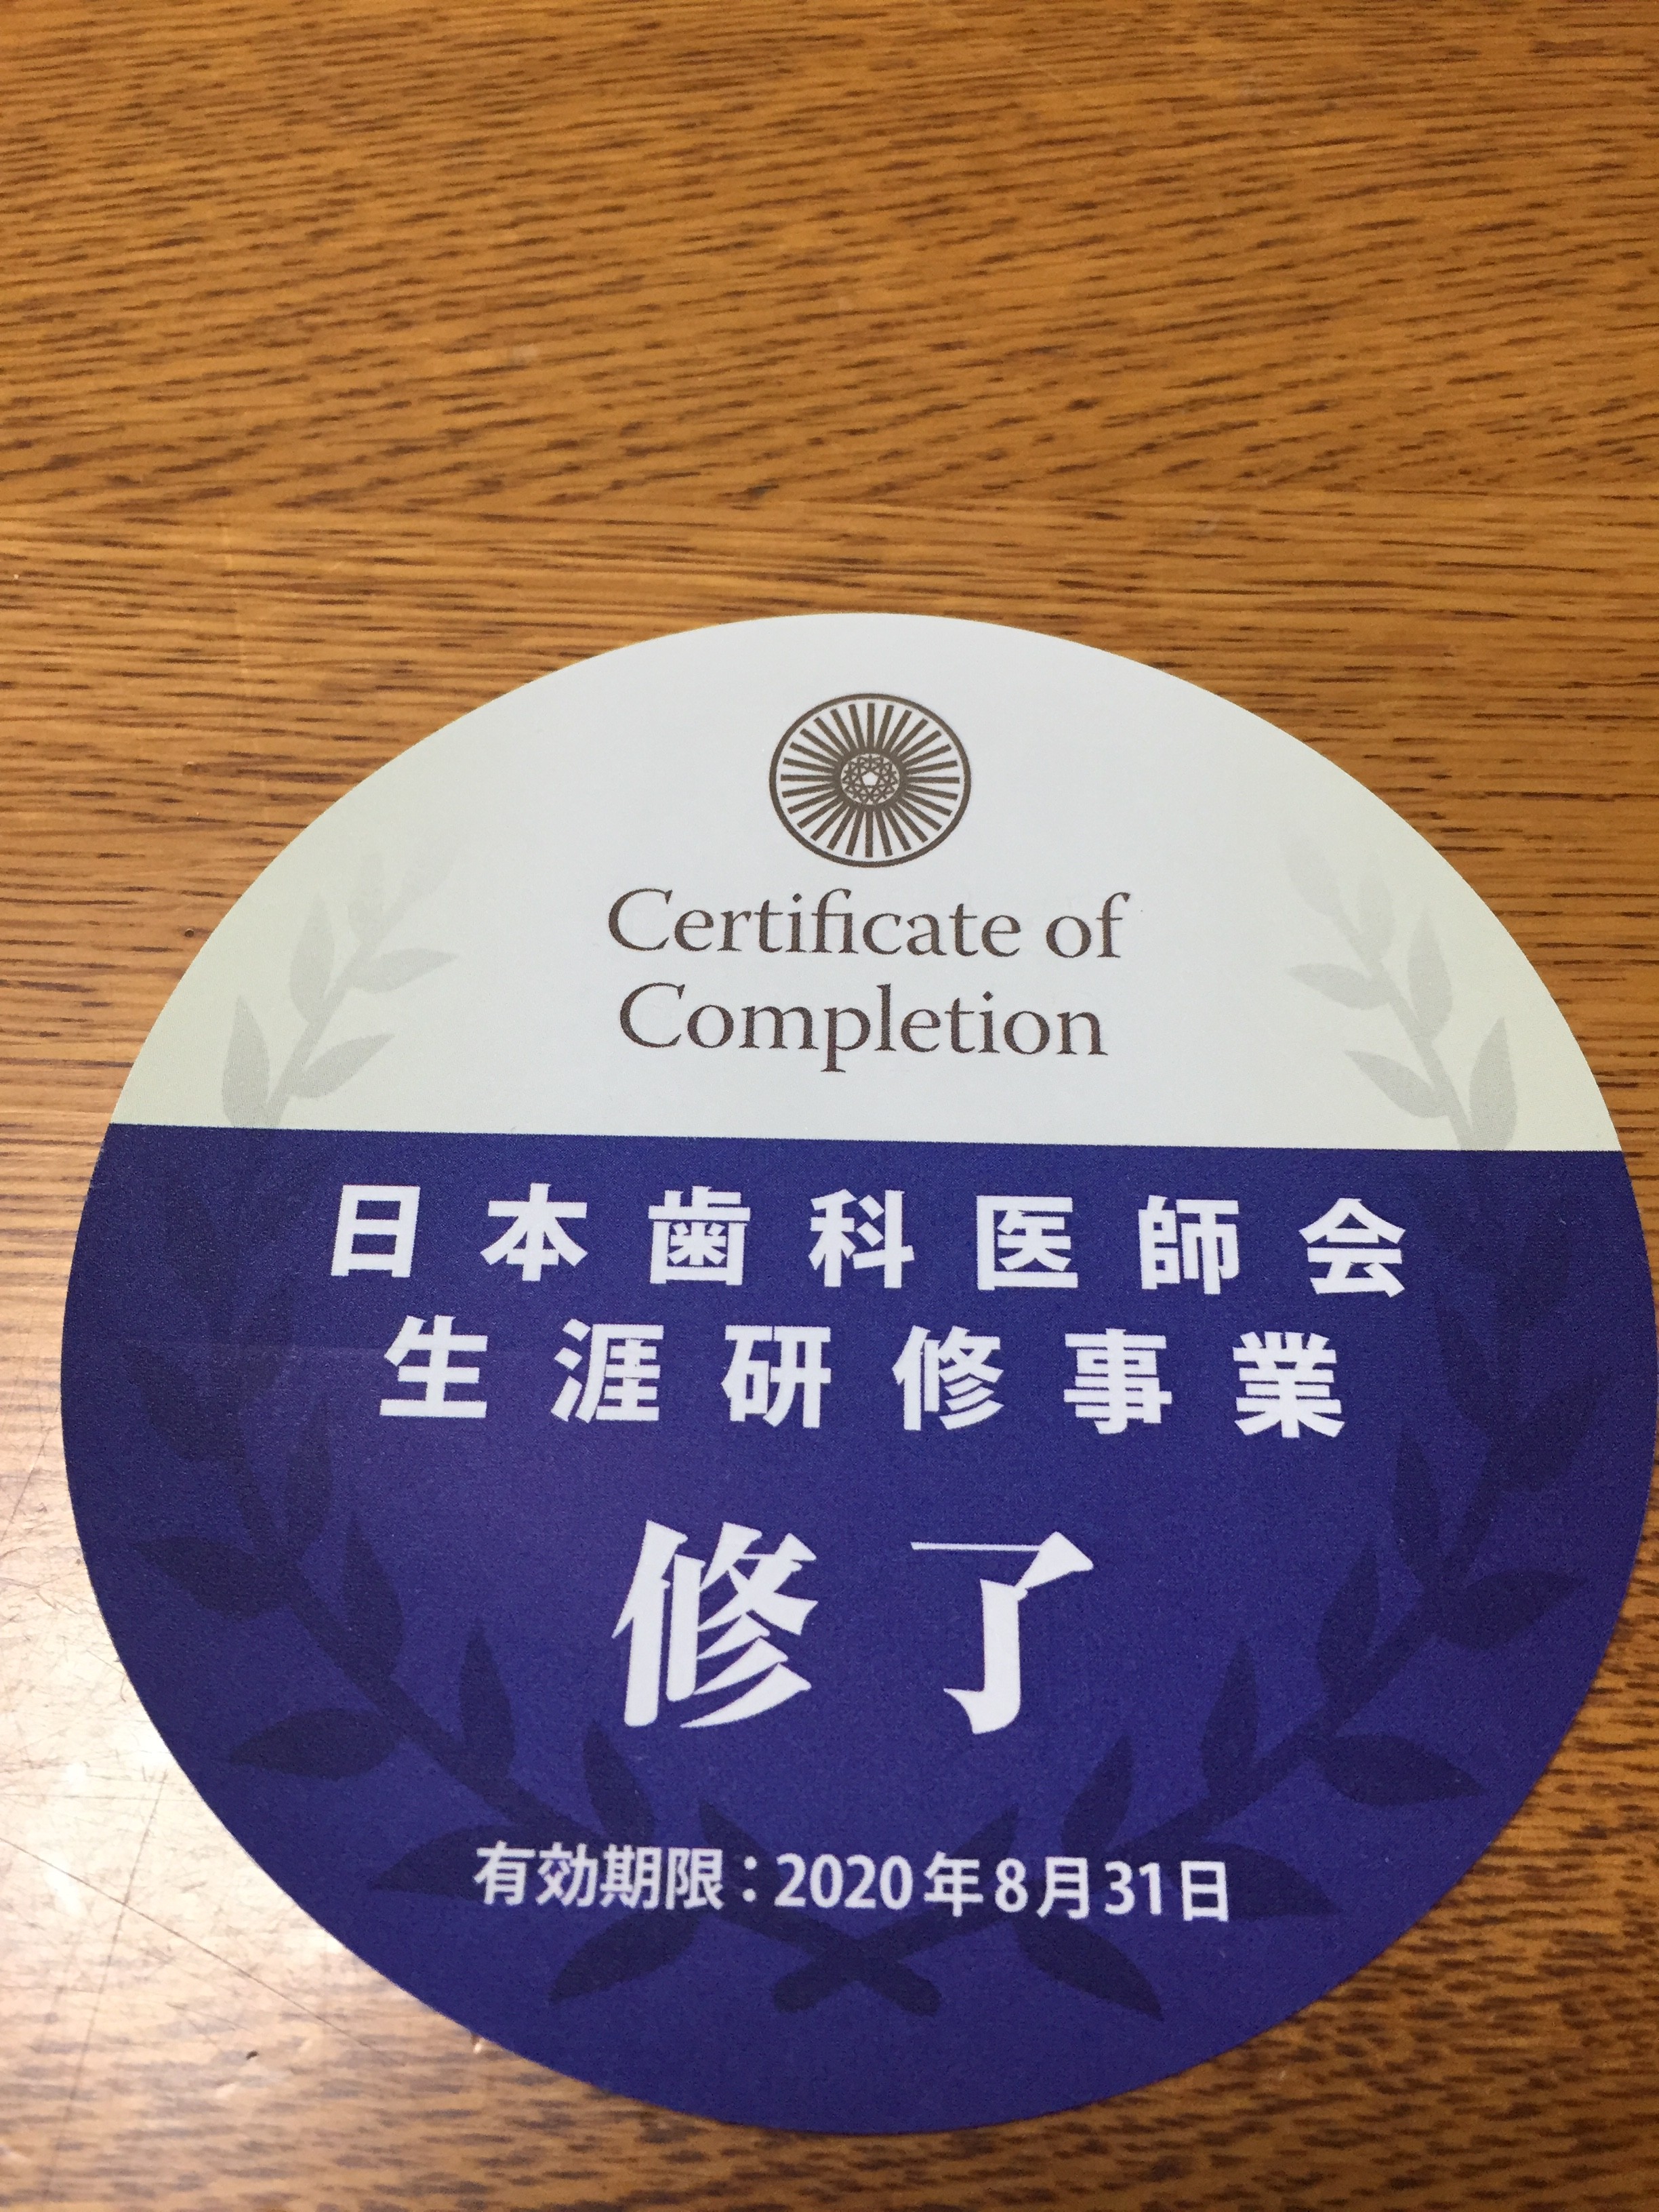 Certificate of
Completion
日本歯科医師会
生涯研修事業
修了
有効期限：2020年8月31日